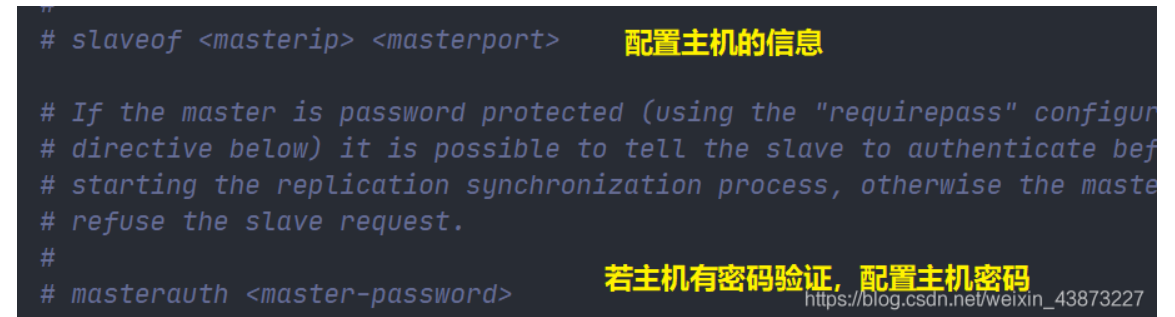 #
# slaveof <masterip> <masterport> 配置主机的信息
# If the master is password protected (using the "requirepass" configur
# directive below) it is possible to tell the slave to authenticate bef
# starting the replication synchronization process, otherwise the maste
# refuse the slave request.
#
若主机有密码验证，配置主机密码
# masterauth <master-password>
https://blog.csdn.net/weixin_43873227